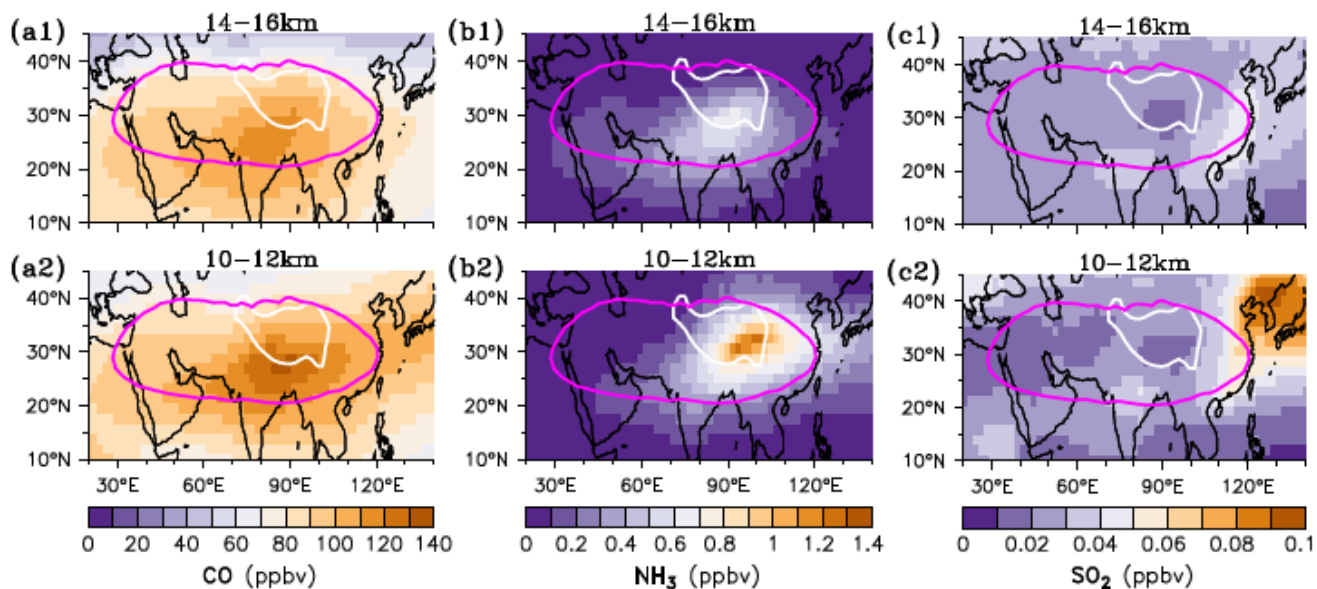 (a1) 14-16km (b1) 14-16km (c1) 14-16km
40°N 40°N 40°N
30°N 30°N 30°N
20°N 20°N 20°N
10°N 10°N 10°N
(a2) 10-12km (b2) 10-12km (c2) 10-12km
40°N 40°N 40°N
30°N 30°N 30°N
20°N 20°N 20°N
10°N 10°N 10°N
30°E 60°E 90°E 120°E 30°E 60°E 90°E 120°E 30°E 60°E 90°E 120°E
0 20 40 60 80 100 120 140 0 0.2 0.4 0.6 0.8 1 1.2 1.4 0 0.02 0.04 0.06 0.08 0.1
CO (ppbv) NH₃ (ppbv) SO₂ (ppbv)